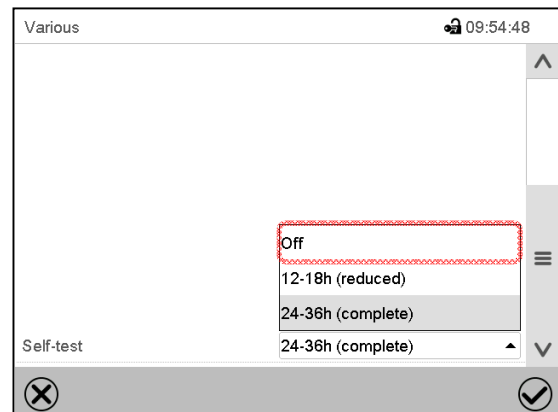 Various 09:54:48
Off
12-18h (reduced)
24-36h (complete)
Self-test 24-36h (complete)